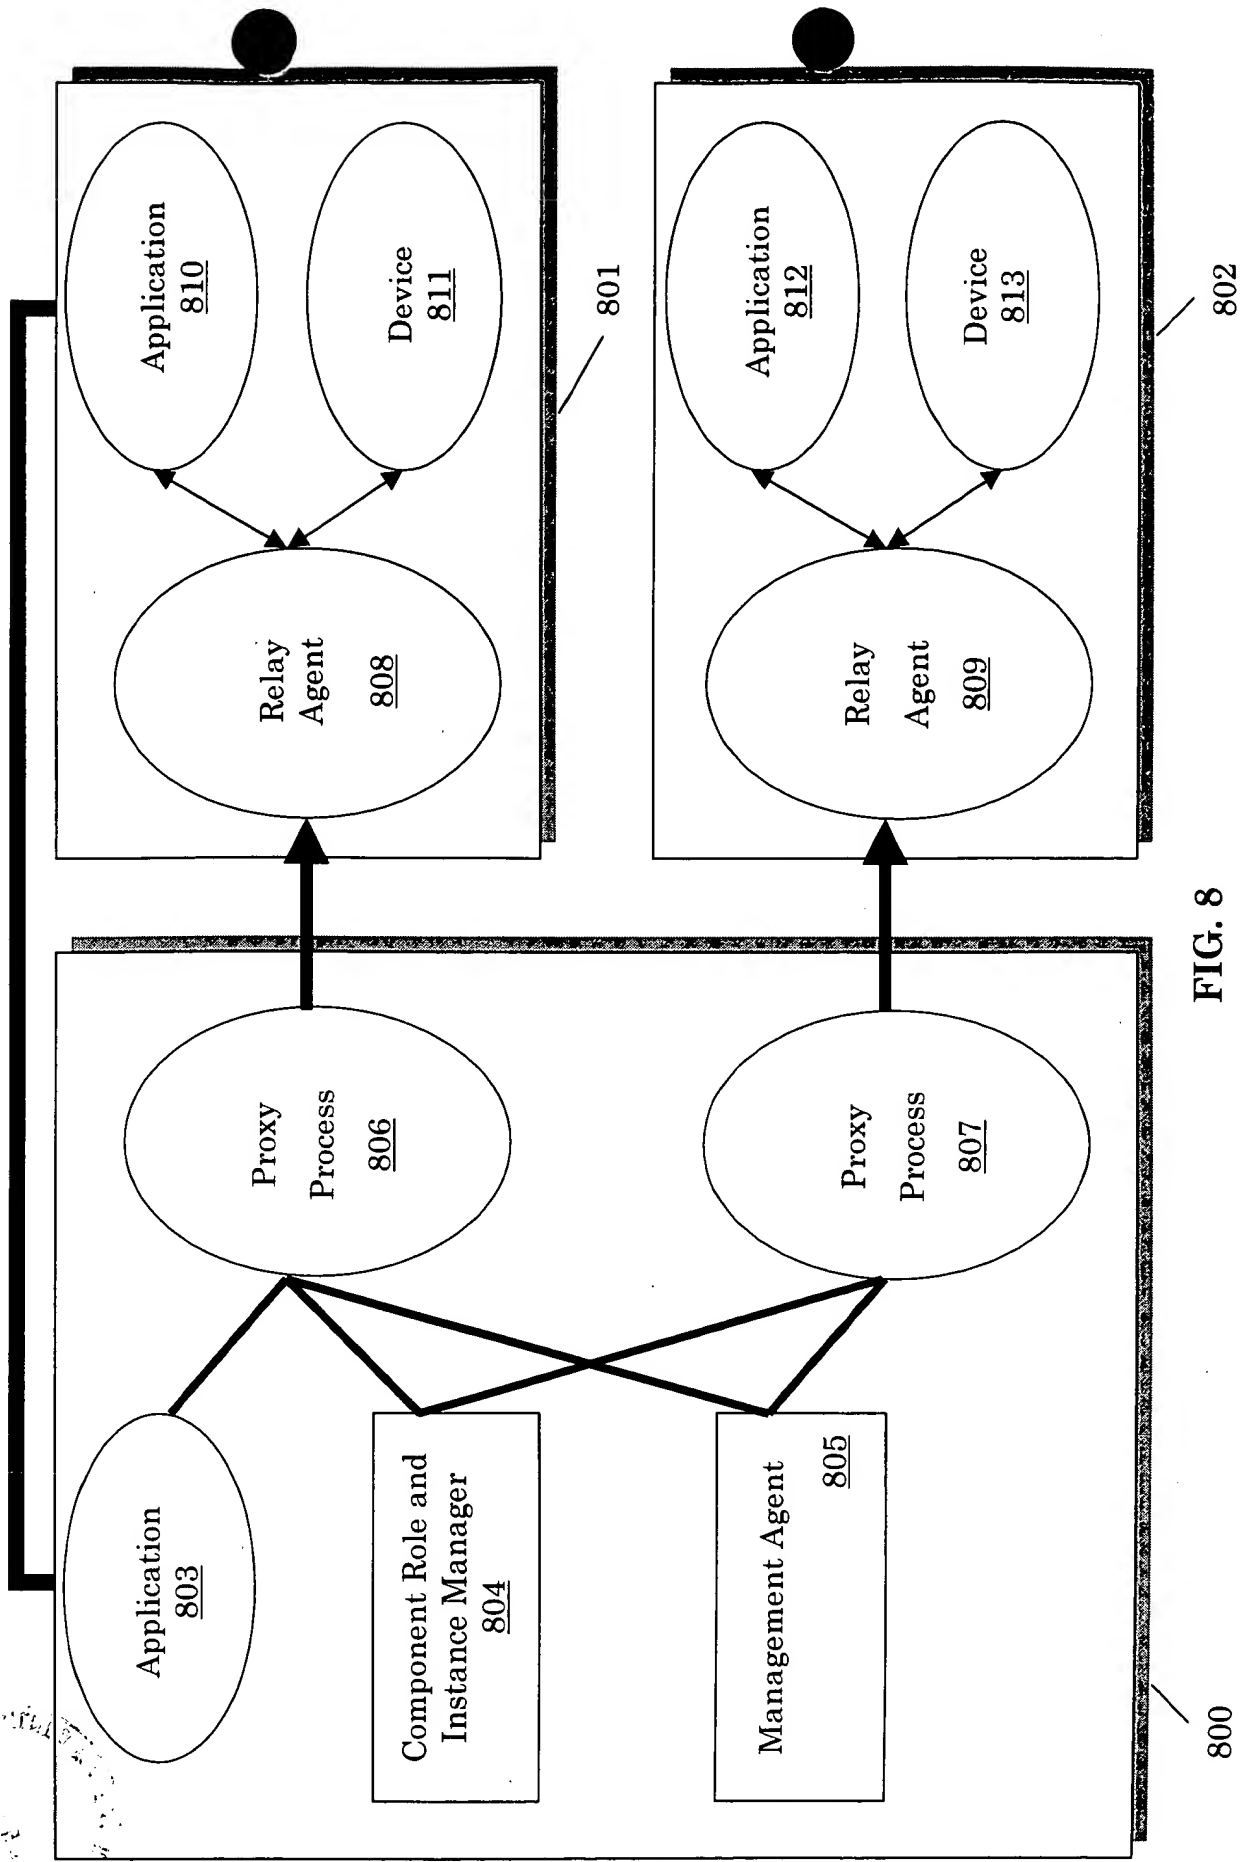 Application
803
Component Role and
Instance Manager
804
Management Agent
805
800
Proxy
Process
806
Proxy
Process
807
Relay
Agent
808
Application
810
Device
811
801
Relay
Agent
809
Application
812
Device
813
802
FIG. 8